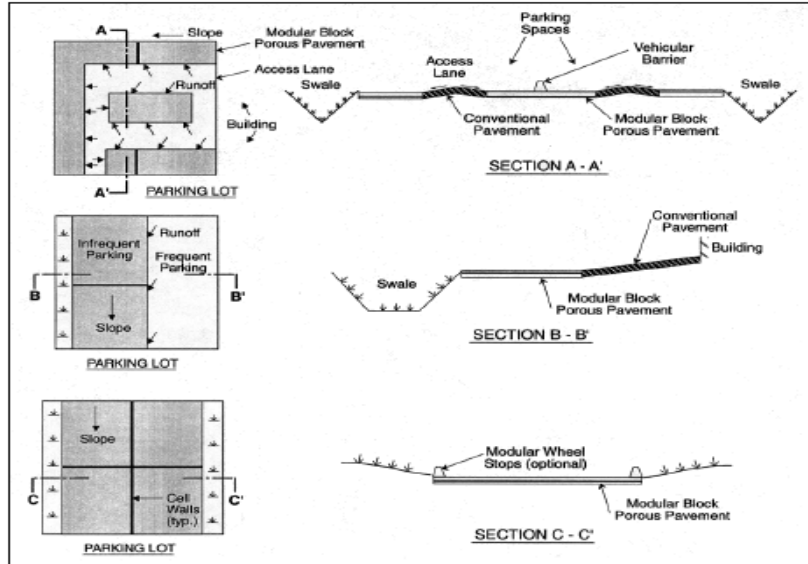 A
Slope
Modular Block
Porous Pavement
Access Lane
Runoff
Building
A'
PARKING LOT
Parking
Spaces
Vehicular
Barrier
Access
Lane
Swale
Swale
Conventional
Pavement
Modular Block
Porous Pavement
SECTION A - A'
Infrequent
Parking
Runoff
Frequent
Parking
B
B'
Slope
PARKING LOT
Conventional
Pavement
Building
Swale
Modular Block
Porous Pavement
SECTION B - B'
Slope
C
C'
Cell
Walls
(typ.)
PARKING LOT
Modular Wheel
Stops (optional)
Modular Block
Porous Pavement
SECTION C - C'